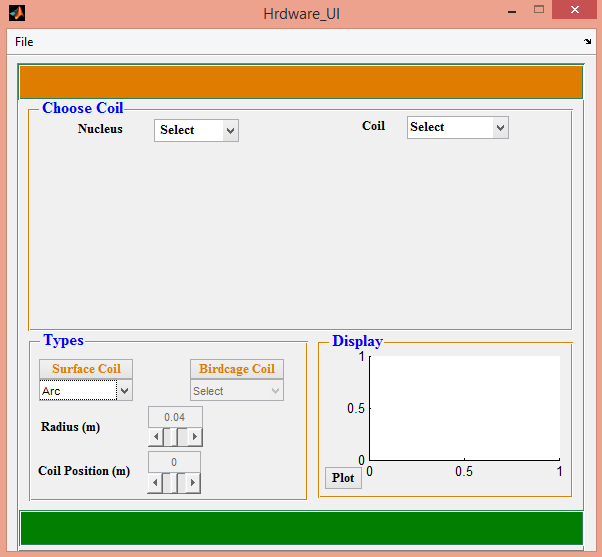 Hrdware_UI
File
Choose Coil
Nucleus Select Coil Select
Types
Surface Coil Birdcage Coil
Arc Select
Radius (m) 0.04
Coil Position (m) 0
Display
1
0.5
0
0 0.5 1
Plot